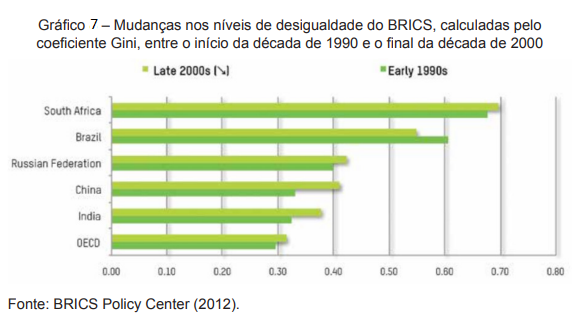 Gráfico 7 – Mudanças nos níveis de desigualdade do BRICS, calculadas pelo
coeficiente Gini, entre o início da década de 1990 e o final da década de 2000
Late 2000s (↘) Early 1990s
South Africa
Brazil
Russian Federation
China
India
OECD
0.00 0.10 0.20 0.30 0.40 0.50 0.60 0.70 0.80
Fonte: BRICS Policy Center (2012).